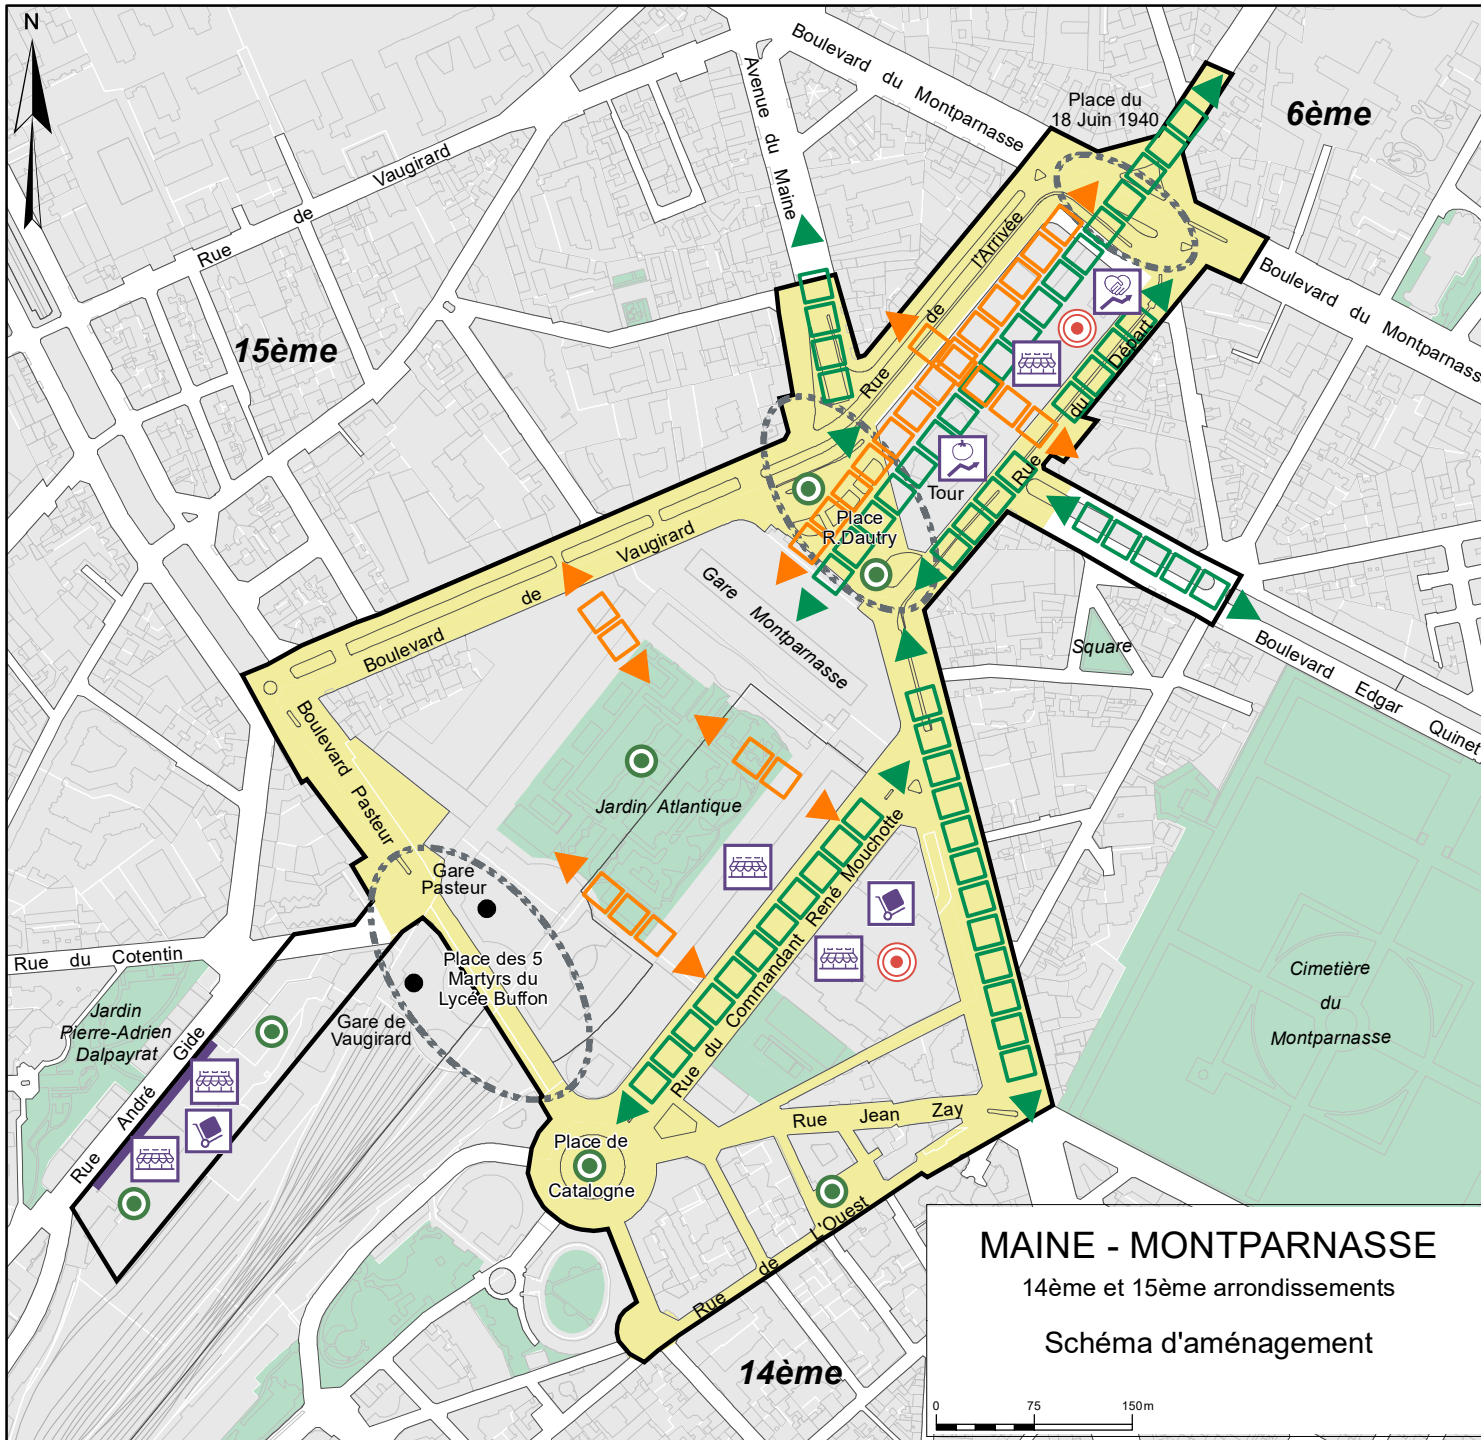 N
Boulevard du Montparnasse
Avenue du Maine
Place du
18 Juin 1940
6ème
Rue de Vaugirard
Rue de l'Arrivée
Boulevard du Montparnasse
15ème
Rue du Départ
Tour
Place
R.Dautry
Boulevard de Vaugirard
Gare Montparnasse
Square
Boulevard Edgar Quinet
Boulevard Pasteur
Jardin Atlantique
Rue du Commandant René Mouchotte
Gare
Pasteur
Rue du Cotentin
Place des 5
Martyrs du
Lycée Buffon
Cimetière
du
Montparnasse
Jardin
Pierre-Adrien
Dalpayrat
Gare de
Vaugirard
Rue André Gide
Rue Jean Zay
Place de
Catalogne
Rue de L'Ouest
14ème
MAINE - MONTPARNASSE
14ème et 15ème arrondissements
Schéma d'aménagement
0 75 150 m